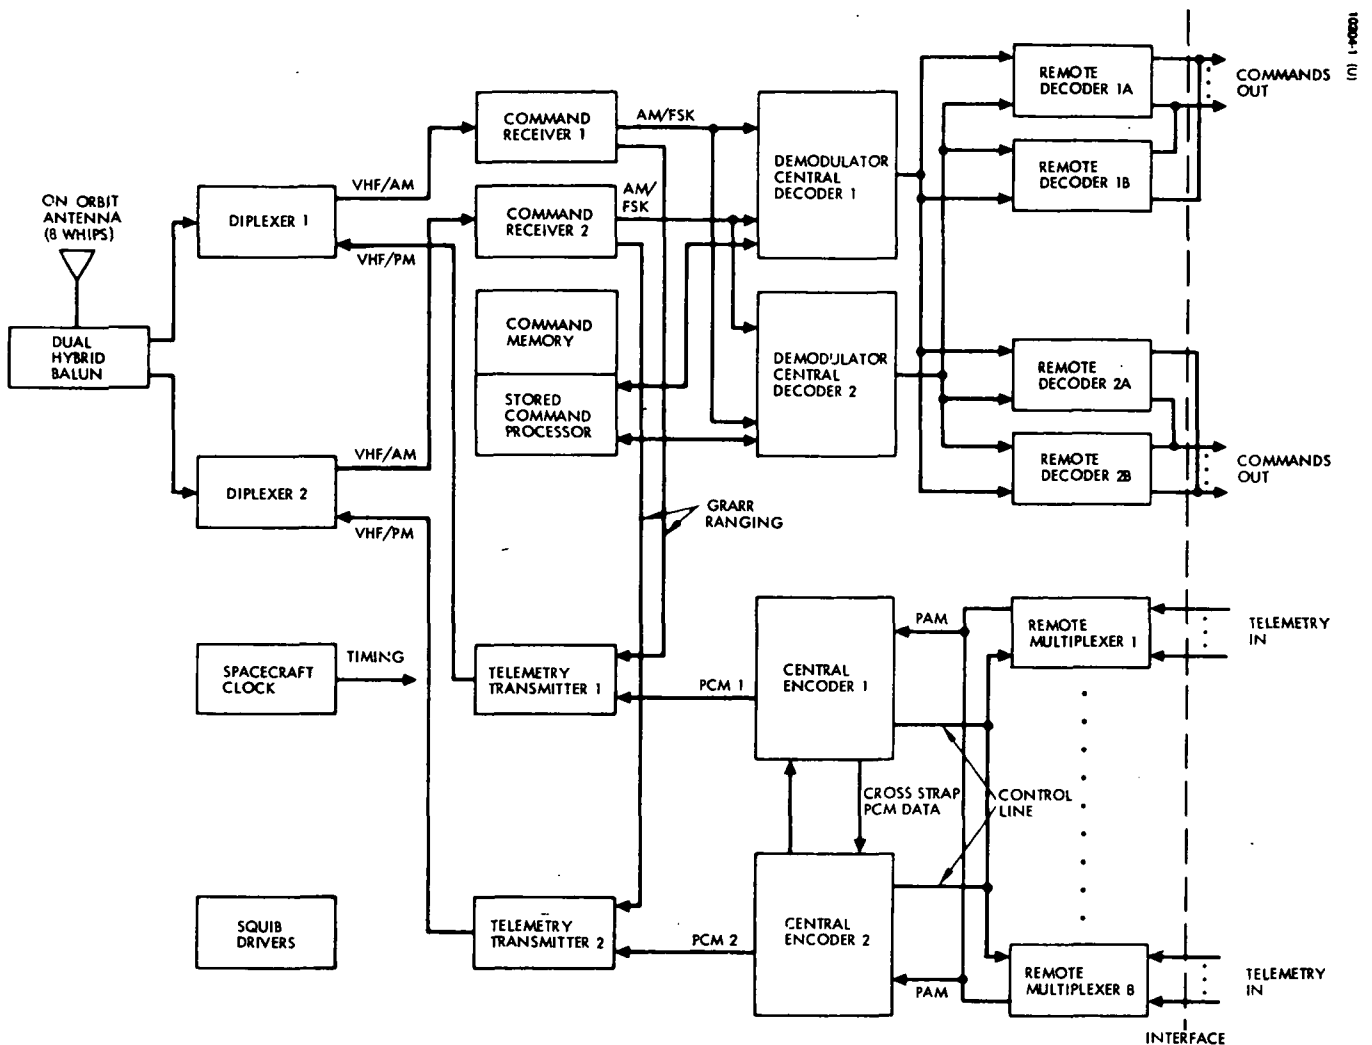 10304-1 (U)
ON ORBIT
ANTENNA
(8 WHIPS)
DUAL
HYBRID
BALUN
DIPLEXER 1
VHF/AM
VHF/PM
DIPLEXER 2
VHF/AM
VHF/PM
COMMAND
RECEIVER 1
AM/FSK
COMMAND
RECEIVER 2
AM/
FSK
COMMAND
MEMORY
STORED
COMMAND
PROCESSOR
DEMODULATOR
CENTRAL
DECODER 1
DEMODULATOR
CENTRAL
DECODER 2
REMOTE
DECODER 1A
REMOTE
DECODER 1B
COMMANDS
OUT
REMOTE
DECODER 2A
REMOTE
DECODER 2B
COMMANDS
OUT
GRARR
RANGING
SPACECRAFT
CLOCK
TIMING
TELEMETRY
TRANSMITTER 1
PCM 1
CENTRAL
ENCODER 1
PAM
REMOTE
MULTIPLEXER 1
TELEMETRY
IN
CROSS STRAP
PCM DATA
CONTROL
LINE
SQUIB
DRIVERS
TELEMETRY
TRANSMITTER 2
PCM 2
CENTRAL
ENCODER 2
PAM
REMOTE
MULTIPLEXER 8
TELEMETRY
IN
INTERFACE